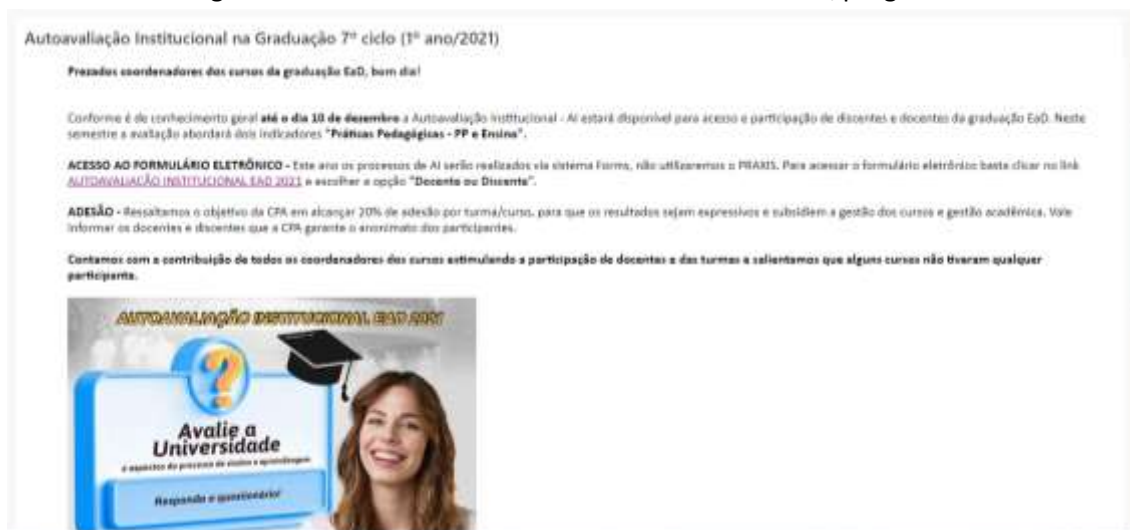 Autoavaliação Institucional na Graduação 7º ciclo (1º ano/2021)
Prezados coordenadores dos cursos da graduação EaD, bom dia!
Conforme é de conhecimento geral até o dia 10 de dezembro a Autoavaliação Institucional - AI estará disponível para acesso e participação de discentes e docentes da graduação EaD. Neste
semestre a avaliação abordará dois indicadores "Práticas Pedagógicas - PP e Ensino".
ACESSO AO FORMULÁRIO ELETRÔNICO - Este ano os processos de AI serão realizados via sistema Forms, não utilizaremos o PRAXIS. Para acessar o formulário eletrônico basta clicar no link
AUTOAVALIAÇÃO INSTITUCIONAL EAD 2021 e escolher a opção "Docente ou Discente".
ADESÃO - Ressaltamos o objetivo da CPA em alcançar 20% de adesão por turma/curso, para que os resultados sejam expressivos e subsidiem a gestão dos cursos e gestão acadêmica. Vale
informar os docentes e discentes que a CPA garante o anonimato dos participantes.
Contamos com a contribuição de todos os coordenadores dos cursos estimulando a participação de docentes e das turmas e salientamos que alguns cursos não tiveram qualquer
participante.
AUTOAVALIAÇÃO INSTITUCIONAL EAD 2021
?
Avalie a
Universidade
e aspectos do processo de ensino e aprendizagem
Responda o questionário!